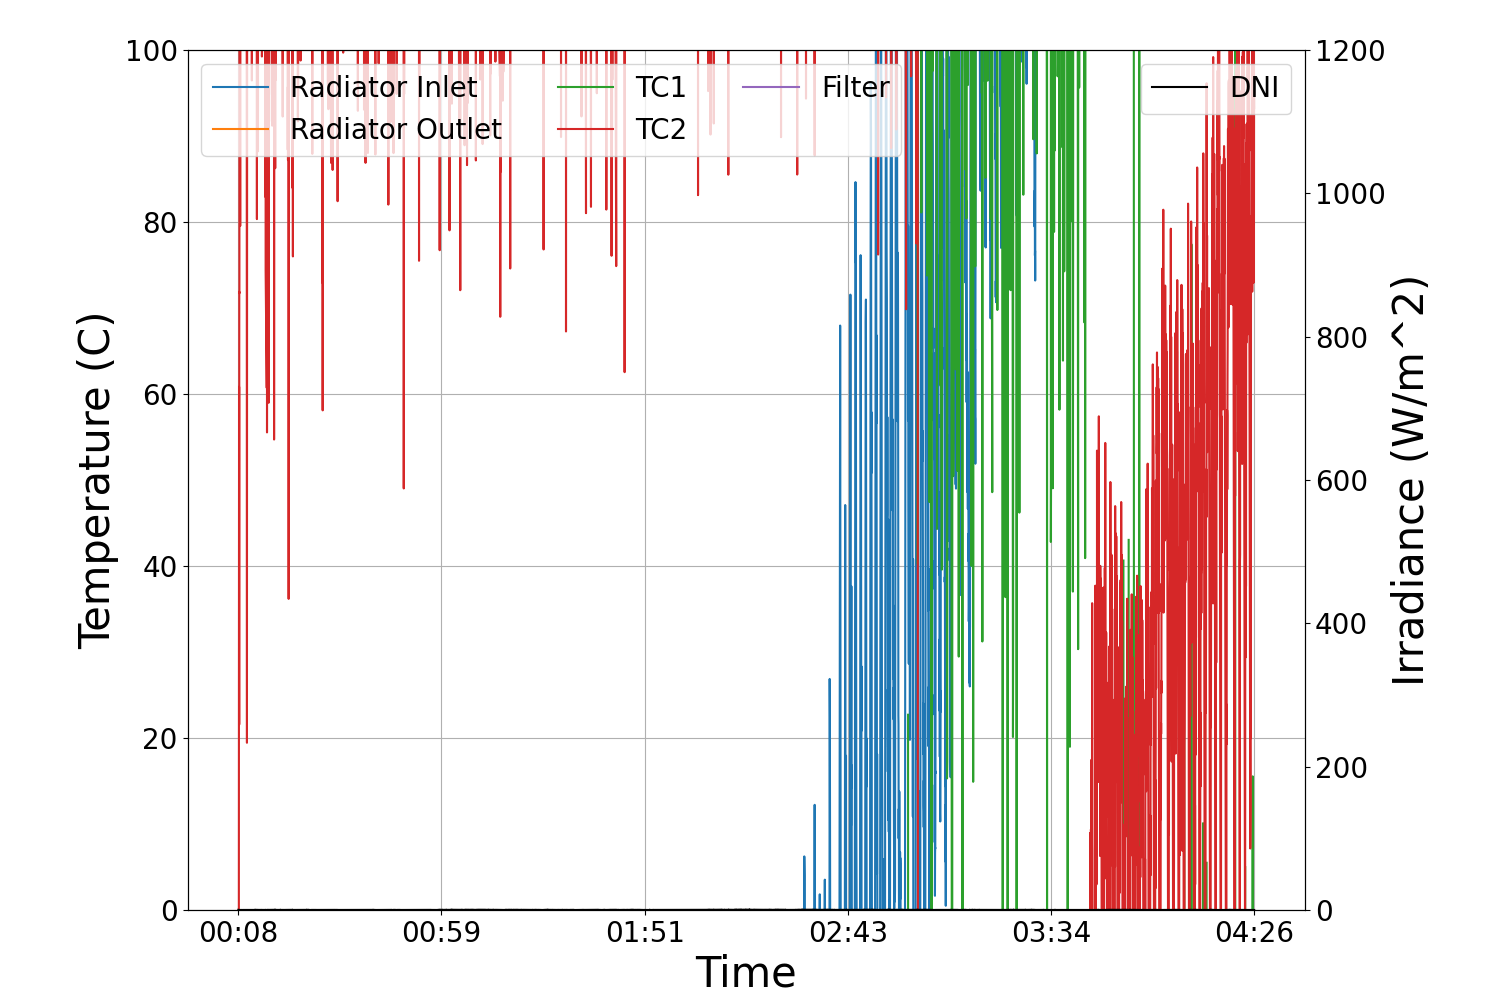 Radiator Inlet
Radiator Outlet
TC1
TC2
Filter
DNI
100
80
60
40
20
0
Temperature (C)
1200
1000
800
600
400
200
0
Irradiance (W/m^2)
00:08 00:59 01:51 02:43 03:34 04:26
Time